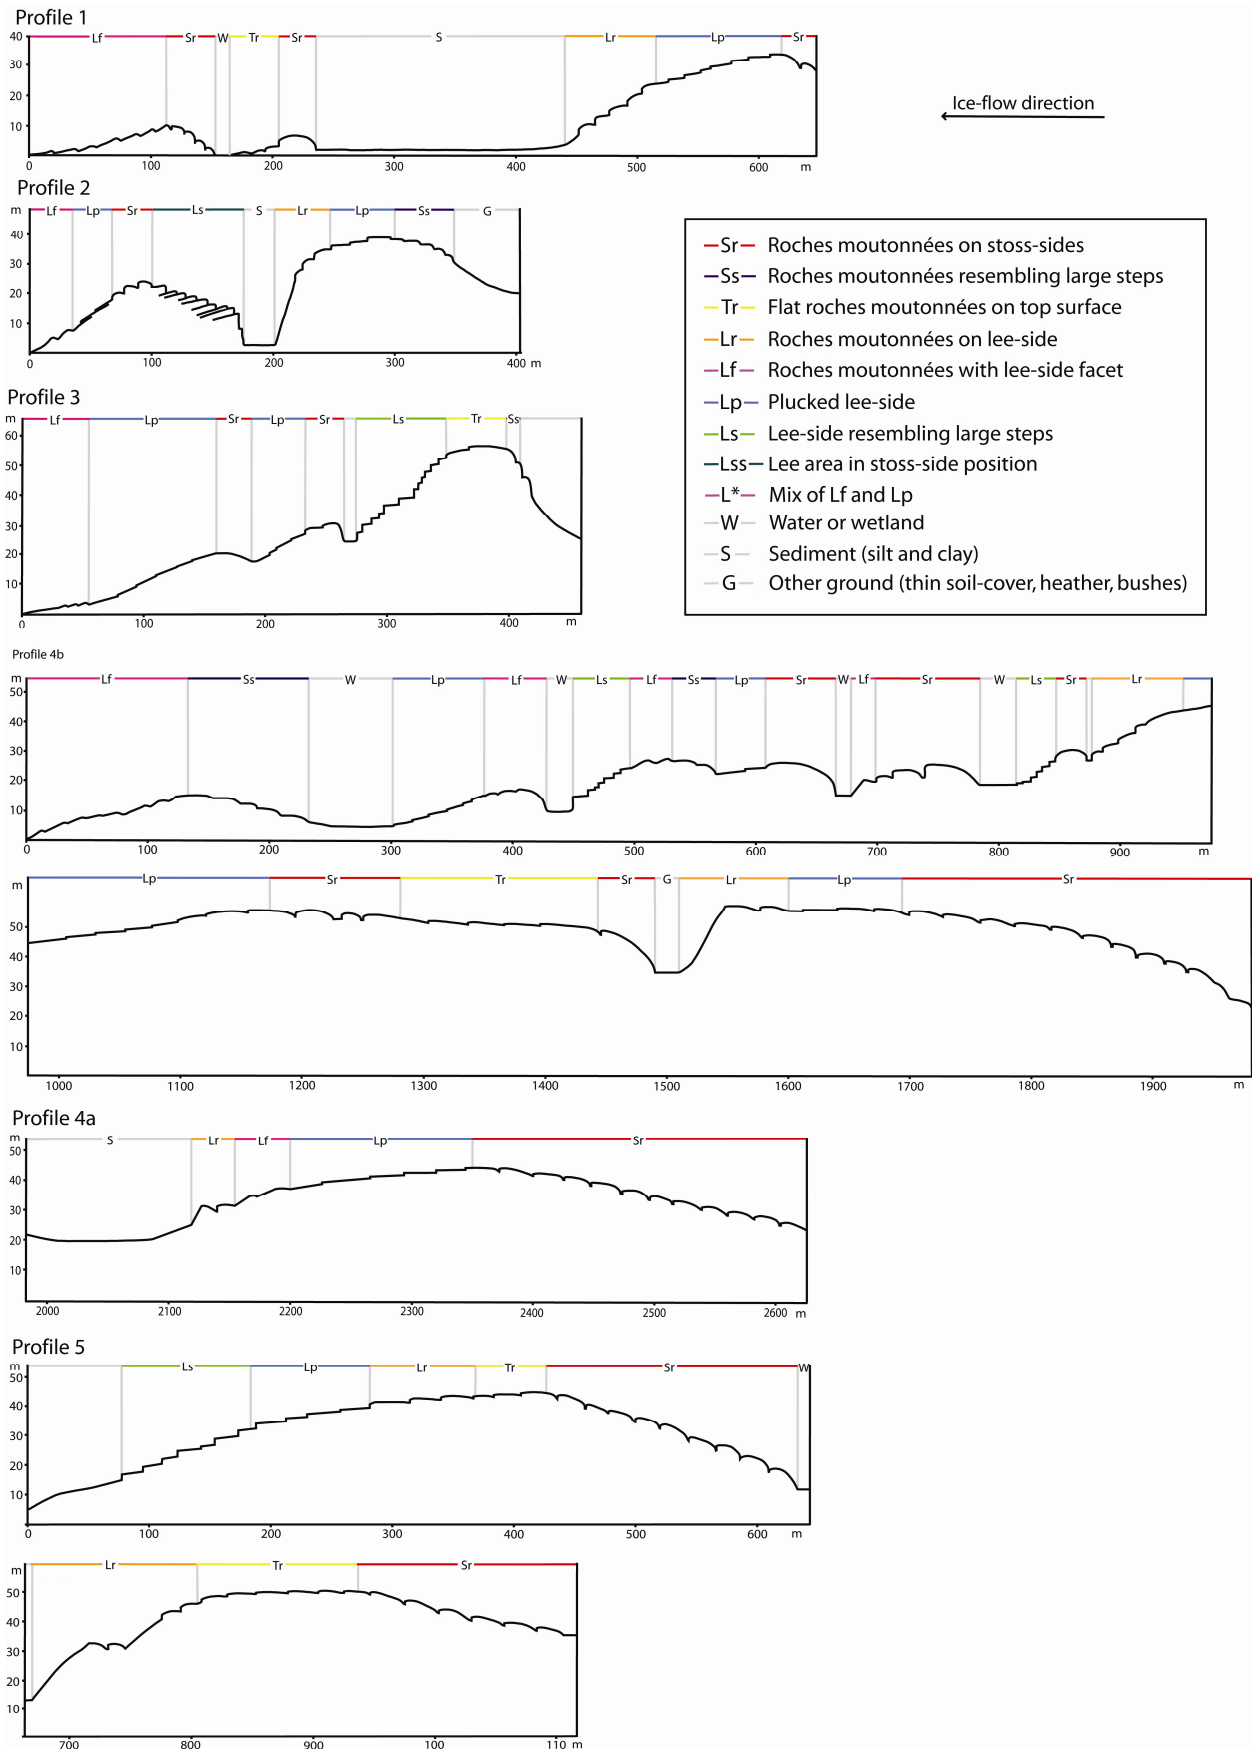 Profile 1
40 Lf Sr W Tr Sr S Lr Lp Sr
30
20
10
0 100 200 300 400 500 600 m
Ice-flow direction
Profile 2
m Lf Lp Sr Ls S Lr Lp Ss G
40
30
20
10
0 100 200 300 400 m
Sr Roches moutonnées on stoss-sides
Ss Roches moutonnées resembling large steps
Tr Flat roches moutonnées on top surface
Lr Roches moutonnées on lee-side
Lf Roches moutonnées with lee-side facet
Lp Plucked lee-side
Ls Lee-side resembling large steps
Lss Lee area in stoss-side position
L* Mix of Lf and Lp
W Water or wetland
S Sediment (silt and clay)
G Other ground (thin soil-cover, heather, bushes)
Profile 3
m Lf Lp Sr Lp Sr Ls Tr Ss
60
50
40
30
20
10
0 100 200 300 400 m
Profile 4b
m Lf Ss W Lp Lf W Ls Lf Ss Lp Sr W Lf Sr W Ls Sr Lr
50
40
30
20
10
0 100 200 300 400 500 600 700 800 900 m
m Lp Sr Tr Sr G Lr Lp Sr
50
40
30
20
10
1000 1100 1200 1300 1400 1500 1600 1700 1800 1900 m
Profile 4a
m S Lr Lf Lp Sr
50
40
30
20
10
2000 2100 2200 2300 2400 2500 2600 m
Profile 5
m Ls Lp Lr Tr Sr W
50
40
30
20
10
0 100 200 300 400 500 600 m
m Lr Tr Sr
50
40
30
20
10
700 800 900 100 110 m